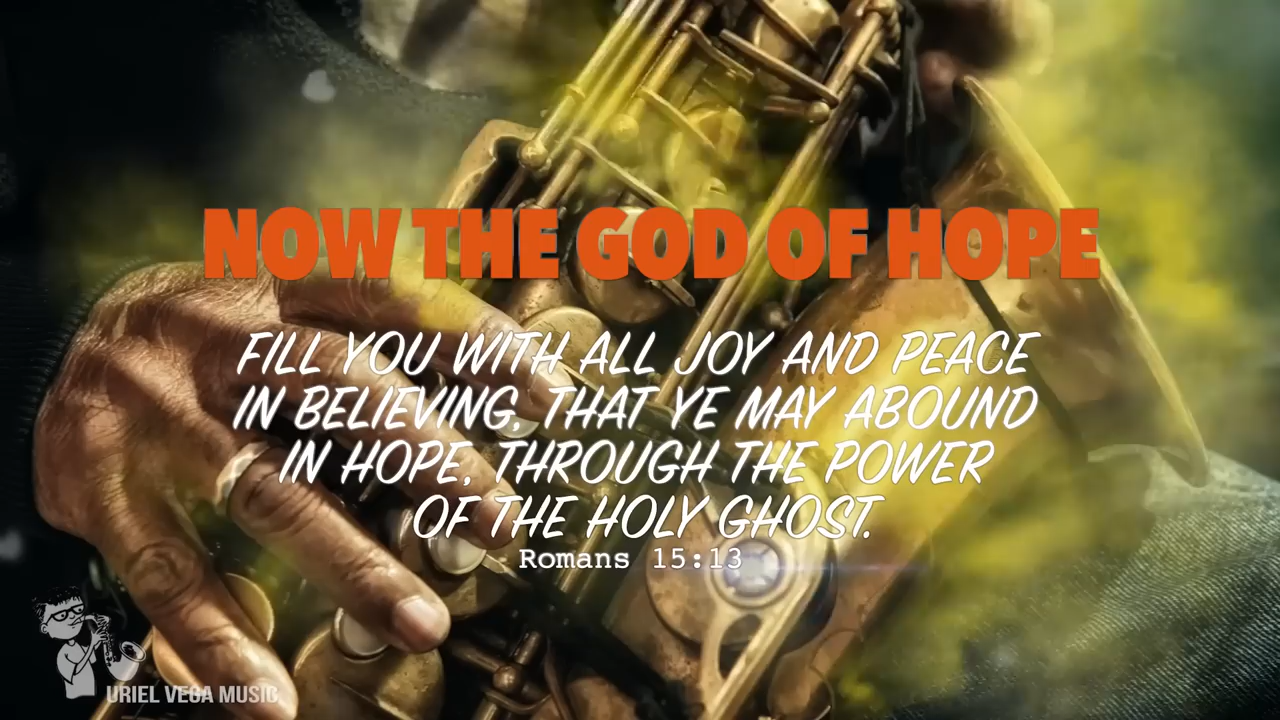 NOW THE GOD OF HOPE
FILL YOU WITH ALL JOY AND PEACE
IN BELIEVING, THAT YE MAY ABOUND
IN HOPE, THROUGH THE POWER
OF THE HOLY GHOST.
Romans 15:13
URIEL VEGA MUSIC